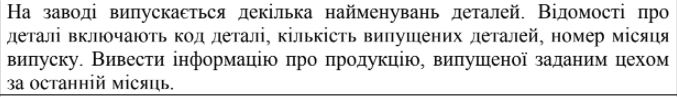 На заводі випускається декілька найменувань деталей. Відомості про
деталі включають код деталі, кількість випущених деталей, номер місяця
випуску. Вивести інформацію про продукцію, випущеної заданим цехом
за останній місяць.